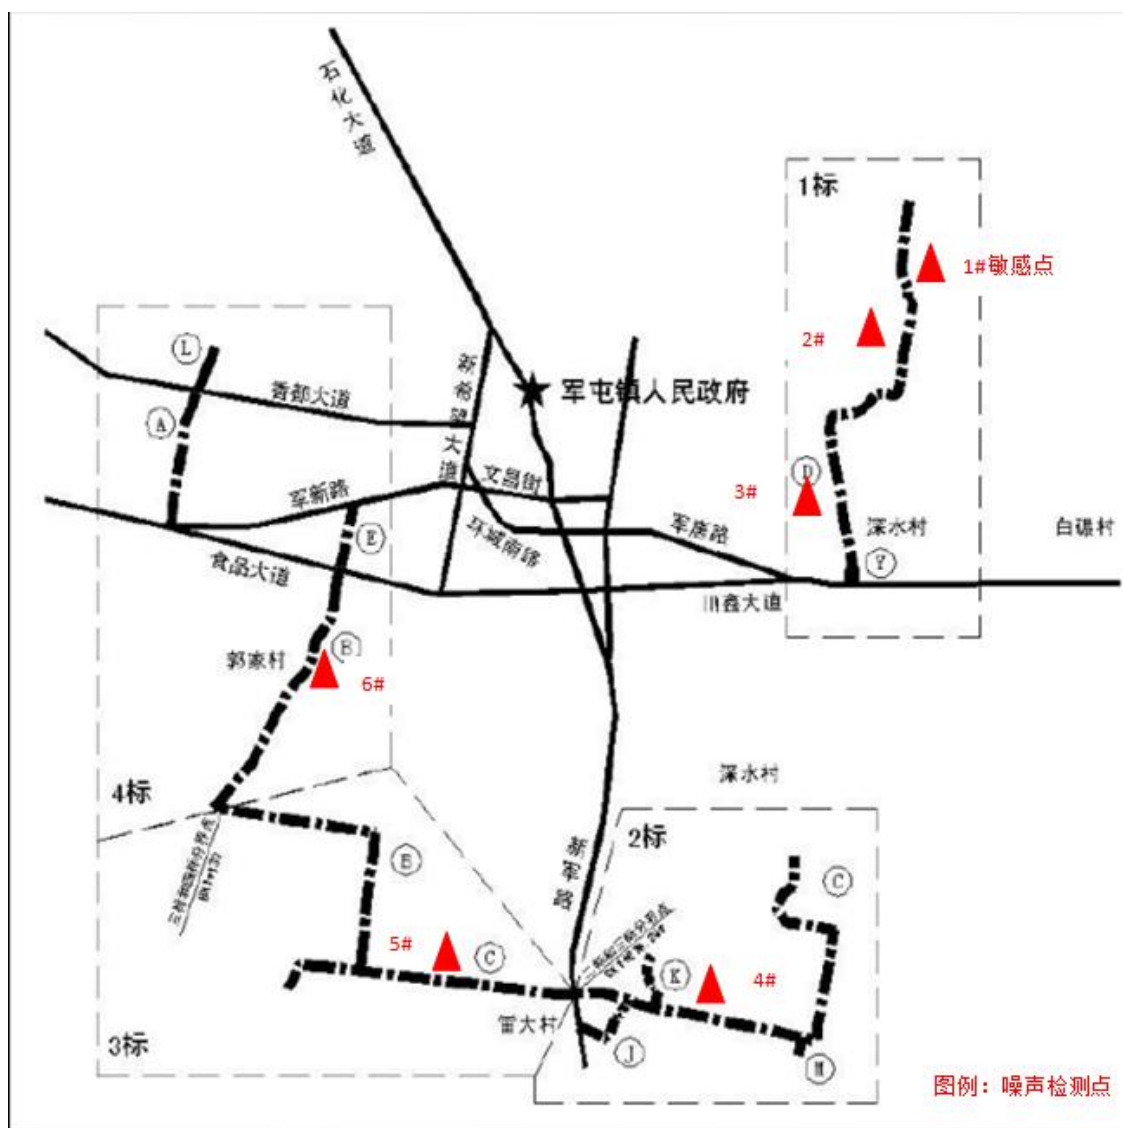 石化大道
1标
1#敏感点
2#
L
新希望大道
军屯镇人民政府
香都大道
A
文昌街
D
3#
军新路
环城南路
军唐路
深水村
白碾村
E
食品大道
Y
川鑫大道
B
郭家村
6#
深水村
4标
2标
B
新军路
C
5#
C
K
4#
雷大村
3标
J
M
图例：噪声检测点